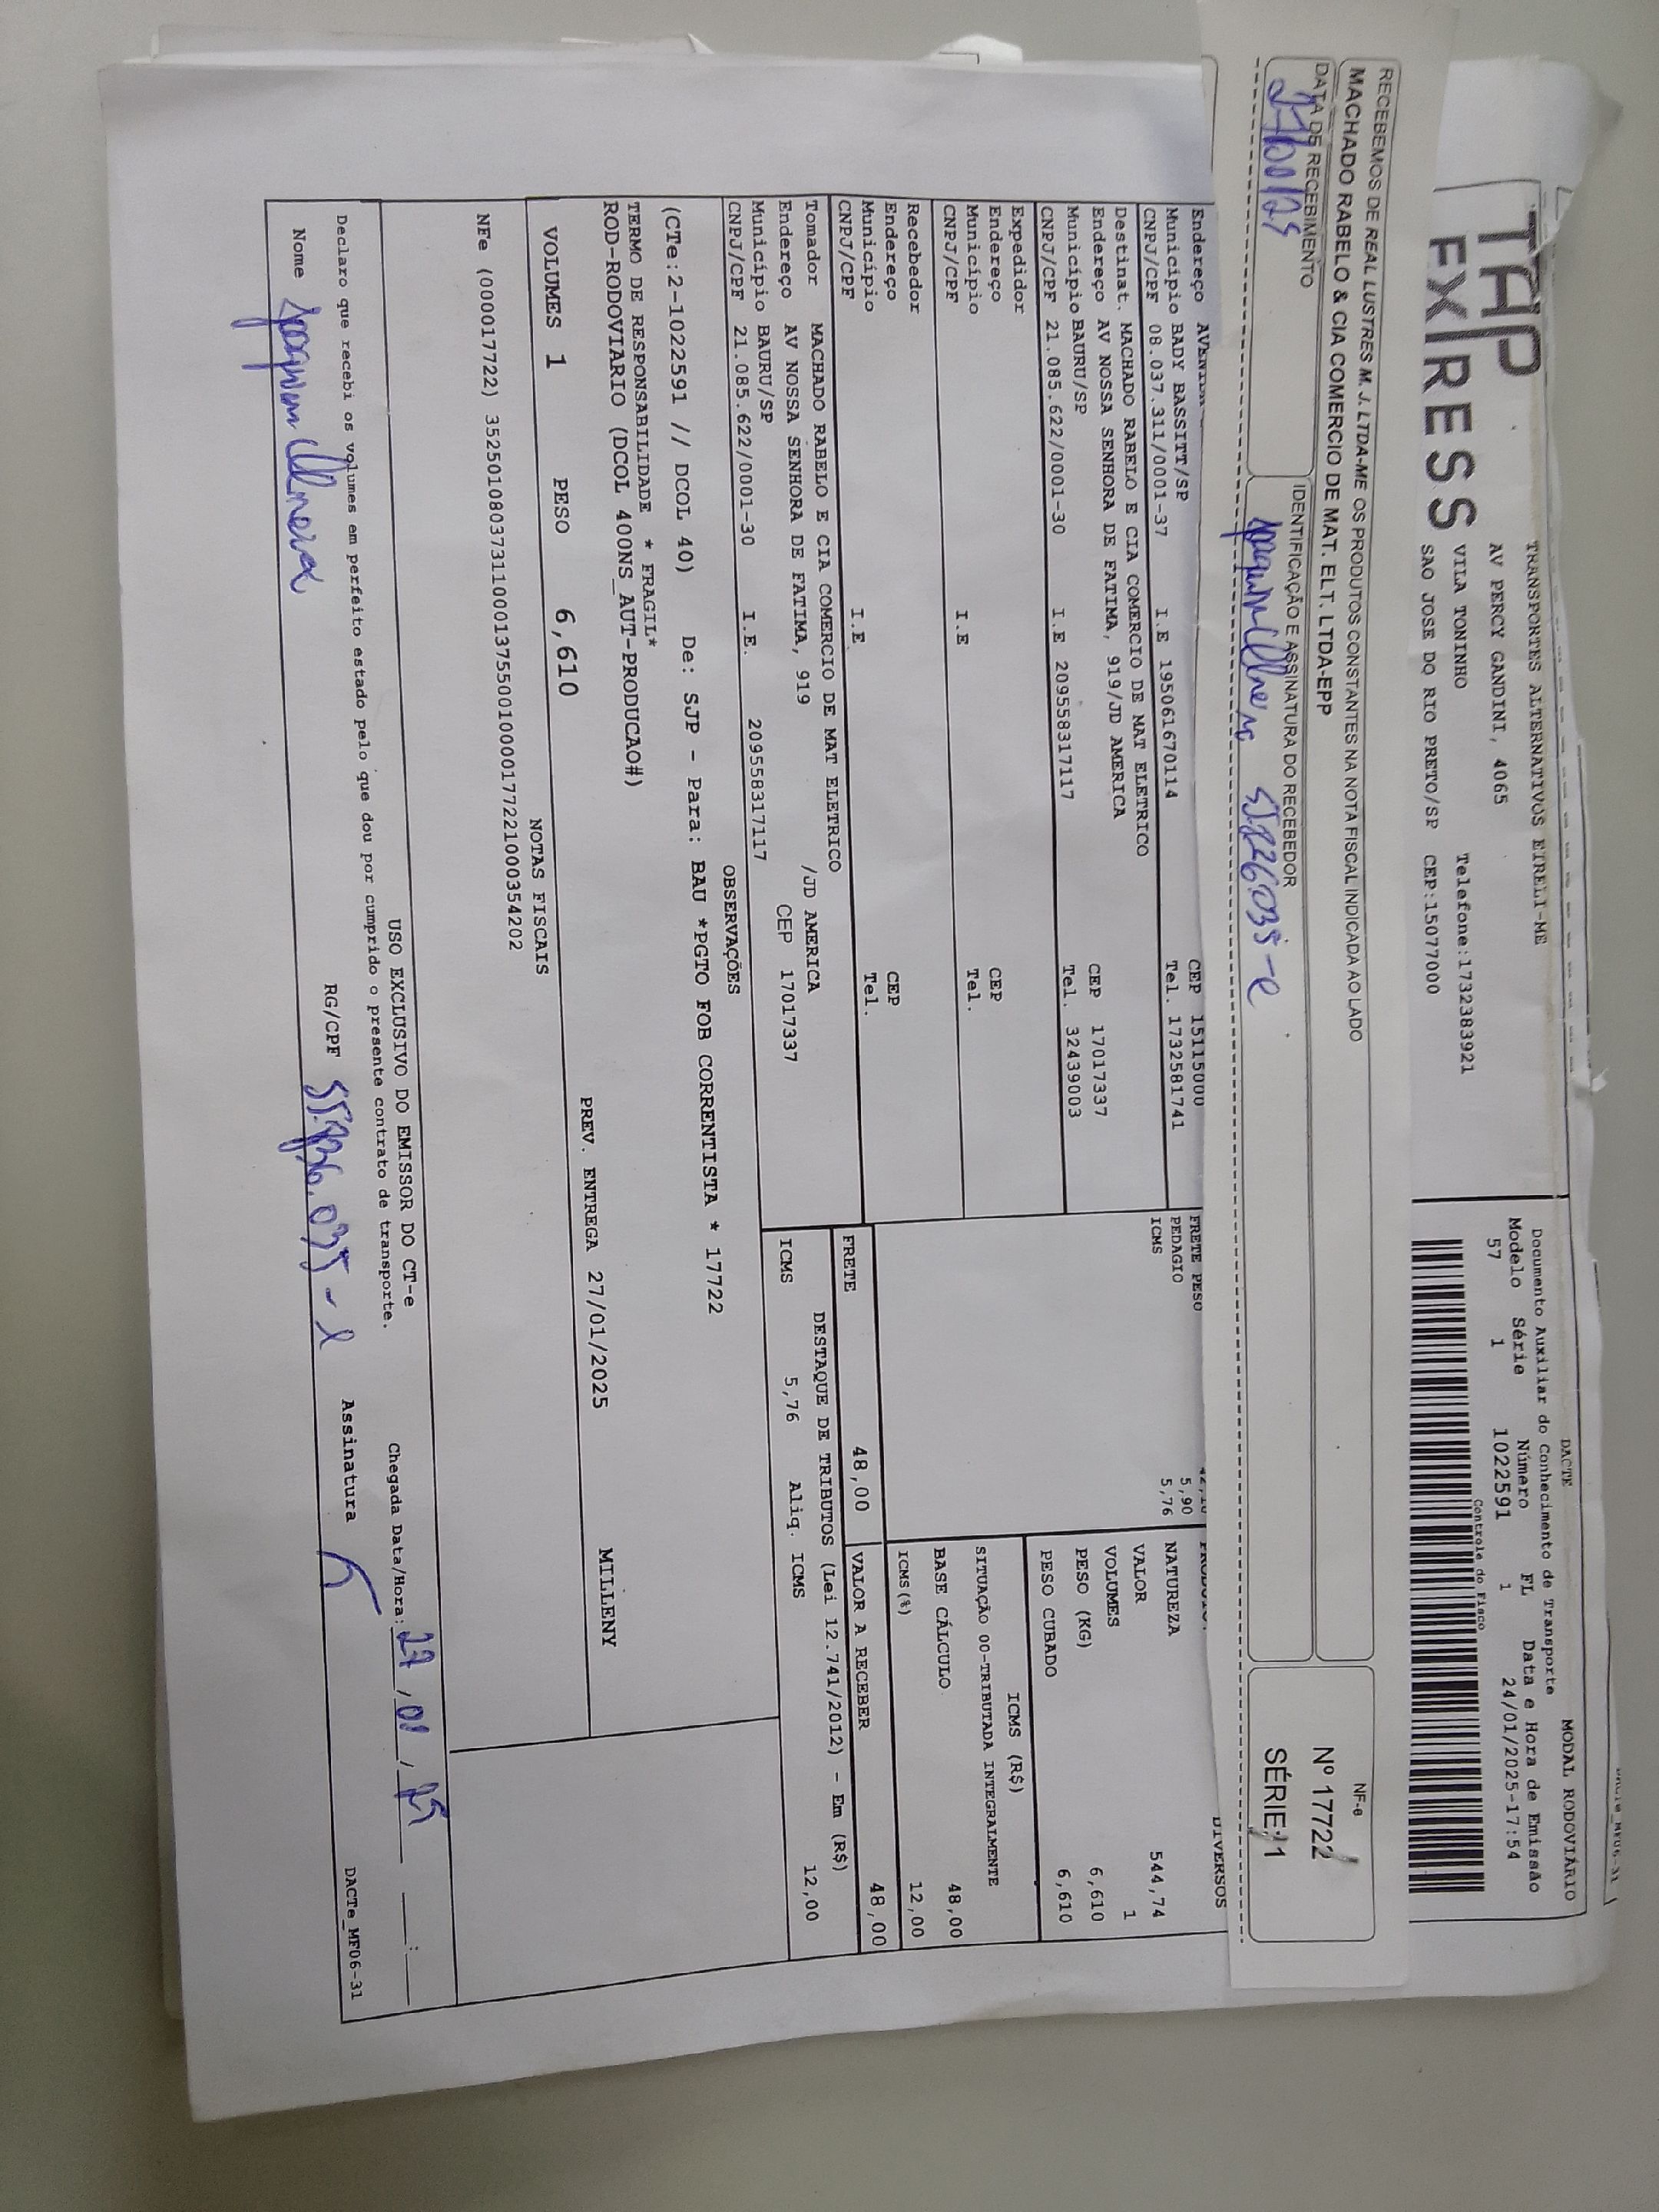 TRANSPORTES ALTERNATIVOS EIRELI-ME
TAP
EXPRESS
AV PERCY GANDINI, 4065
VILA TONINHO Telefone:1732383921
SAO JOSE DO RIO PRETO/SP CEP:15077000
DACTE MODAL RODOVIÁRIO
Documento Auxiliar do Conhecimento de Transporte
Modelo Série Número FL Data e Hora de Emissão
57 1 1022591 1 24/01/2025-17:54
Controle do Fisco
RECEBEMOS DE REAL LUSTRES M. J. LTDA-ME OS PRODUTOS CONSTANTES NA NOTA FISCAL INDICADA AO LADO
MACHADO RABELO & CIA COMERCIO DE MAT. ELT. LTDA-EPP
DATA DE RECEBIMENTO
IDENTIFICAÇÃO E ASSINATURA DO RECEBEDOR
NF-e
Nº 17722
SÉRIE: 1
Endereço CEP 15115000
Município BADY BASSITT/SP Tel. 1732581741
CNPJ/CPF 08.037.311/0001-37 I.E 195061670114
Destinat. MACHADO RABELO E CIA COMERCIO DE MAT ELETRICO
Endereço AV NOSSA SENHORA DE FATIMA, 919/JD AMERICA CEP 17017337
Município BAURU/SP Tel. 32439003
CNPJ/CPF 21.085.622/0001-30 I.E 209558317117
Expedidor
Endereço CEP
Município Tel.
CNPJ/CPF I.E
Recebedor
Endereço CEP
Município Tel.
CNPJ/CPF I.E
Tomador MACHADO RABELO E CIA COMERCIO DE MAT ELETRICO
Endereço AV NOSSA SENHORA DE FATIMA, 919 /JD AMERICA
Município BAURU/SP CEP 17017337
CNPJ/CPF 21.085.622/0001-30 I.E. 209558317117
FRETE PESO
PEDAGIO 5,90
ICMS 5,76
DIVERSOS
NATUREZA
VALOR 544,74
VOLUMES 1
PESO (KG) 6,610
PESO CUBADO 6,610
ICMS (R$)
SITUAÇÃO 00-TRIBUTADA INTEGRALMENTE
BASE CÁLCULO 48,00
ICMS(%) 12,00
FRETE 48,00 VALOR A RECEBER 48,00
DESTAQUE DE TRIBUTOS (Lei 12.741/2012) - Em (R$)
ICMS 5,76 Aliq. ICMS 12,00
OBSERVAÇÕES
(CTe:2-1022591 // DCOL 40) De: SJP - Para: BAU *PGTO FOB CORRENTISTA * 17722
TERMO DE RESPONSABILIDADE * FRAGIL*
ROD-RODOVIARIO (DCOL 400NS_AUT-PRODUCAO#)
VOLUMES 1 PESO 6,610 PREV. ENTREGA 27/01/2025 MILLENY
NOTAS FISCAIS
NFe (000017722) 35250108037311000137550010000177221000354202
USO EXCLUSIVO DO EMISSOR DO CT-e
Declaro que recebi os volumes em perfeito estado pelo que dou por cumprido o presente contrato de transporte.
Chegada Data/Hora: 27 / 01 / 25 __:__
Nome Joaquim RG/CPF Assinatura
DACTe_MF06-31